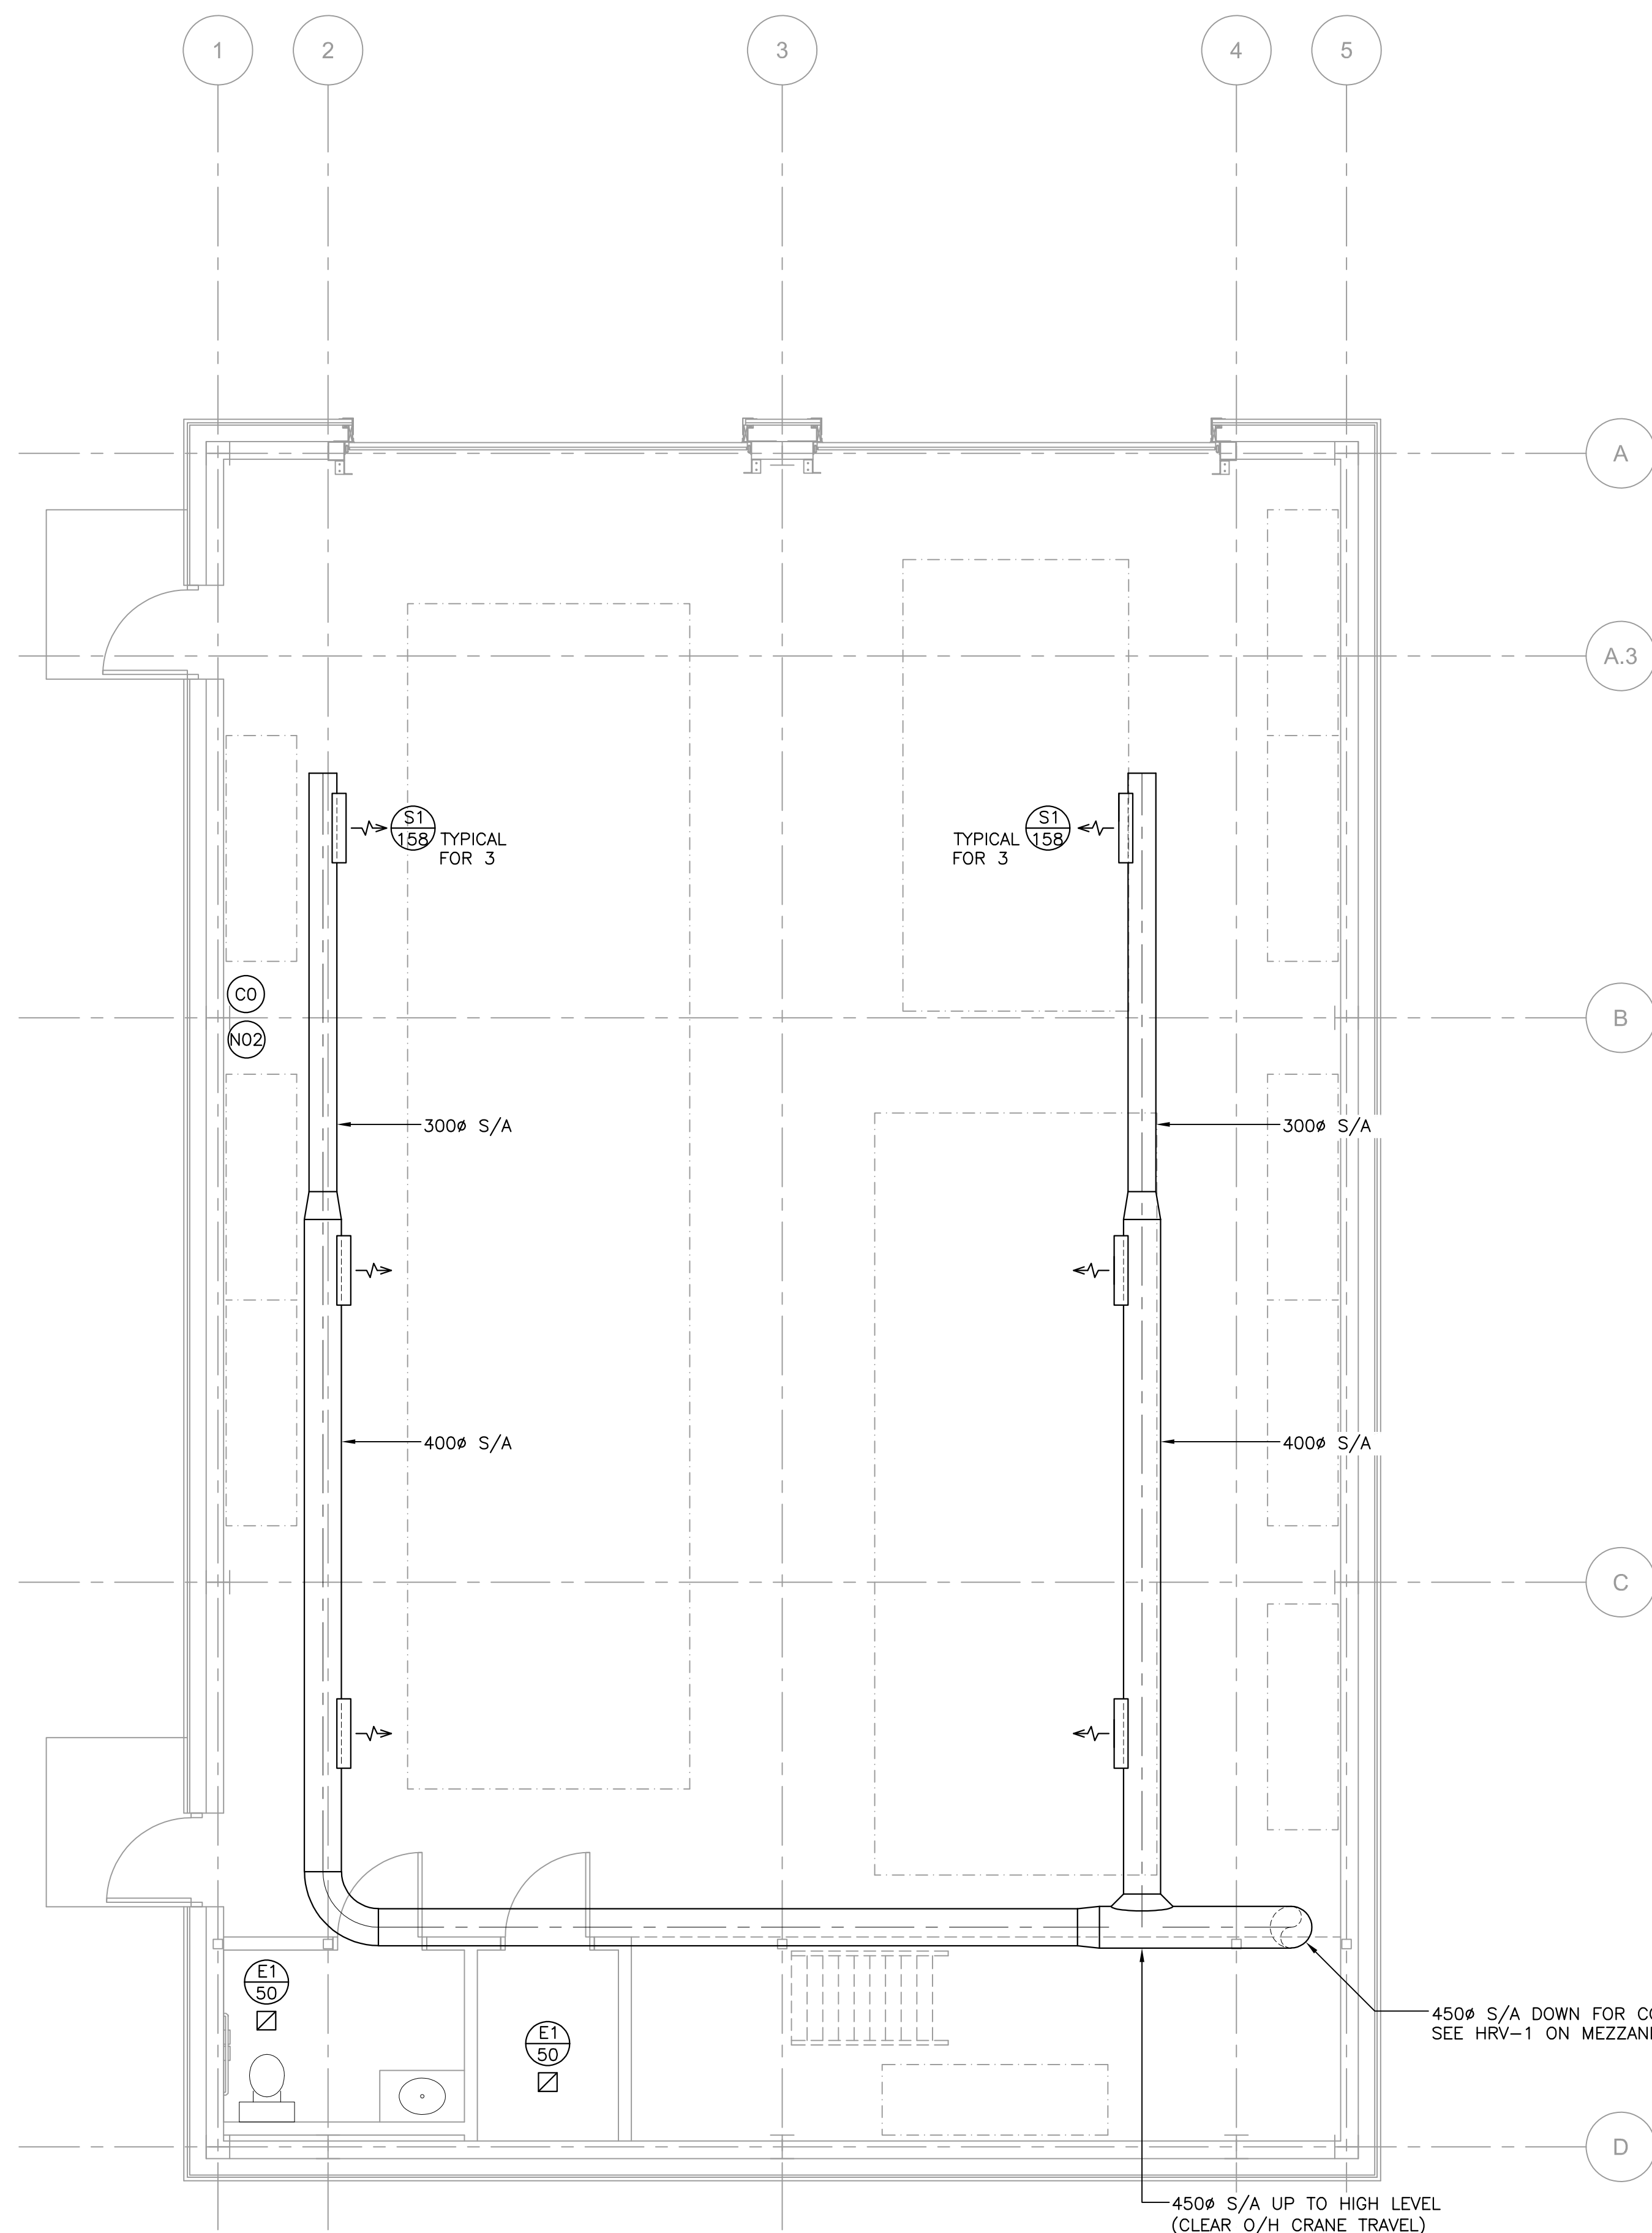 1
2
3
4
5
A
A.3
S1
158
TYPICAL
FOR 3
TYPICAL
FOR 3
S1
158
CO
NO2
B
300ø S/A
300ø S/A
400ø S/A
400ø S/A
C
E1
50
E1
50
450ø S/A DOWN FOR
SEE HRV-1 ON
D
450ø S/A UP TO HIGH LEVEL
(CLEAR O/H CRANE TRAVEL)